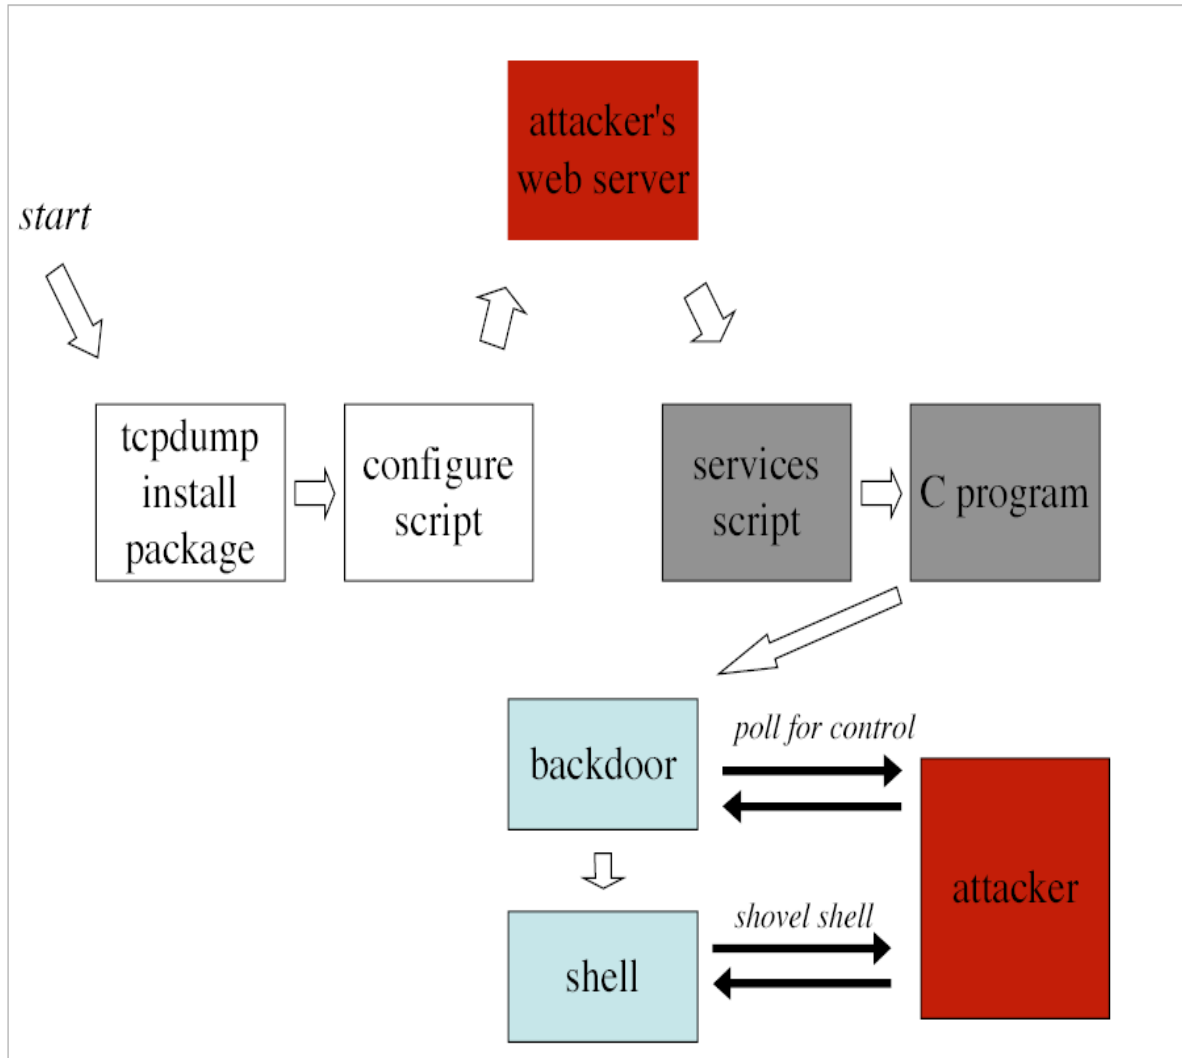 attacker's
web server
start
tcpdump
install
package
configure
script
services
script
C program
backdoor
poll for control
attacker
shell
shovel shell